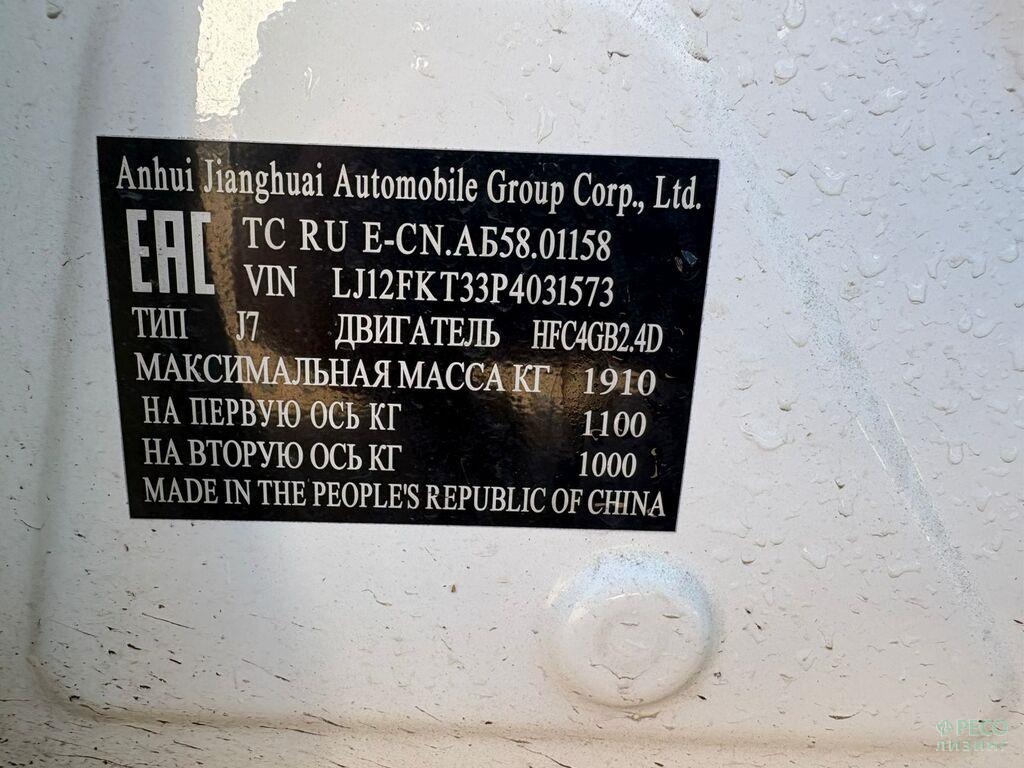 Anhui Jianghuai Automobile Group Corp., Ltd.
EAC TC RU E-CN.АБ58.01158
VIN LJ12FKT33P4031573
ТИП J7 ДВИГАТЕЛЬ HFC4GB2.4D
МАКСИМАЛЬНАЯ МАССА КГ 1910
НА ПЕРВУЮ ОСЬ КГ 1100
НА ВТОРУЮ ОСЬ КГ 1000
MADE IN THE PEOPLE'S REPUBLIC OF CHINA
РЕСО
ЛИЗИНГ